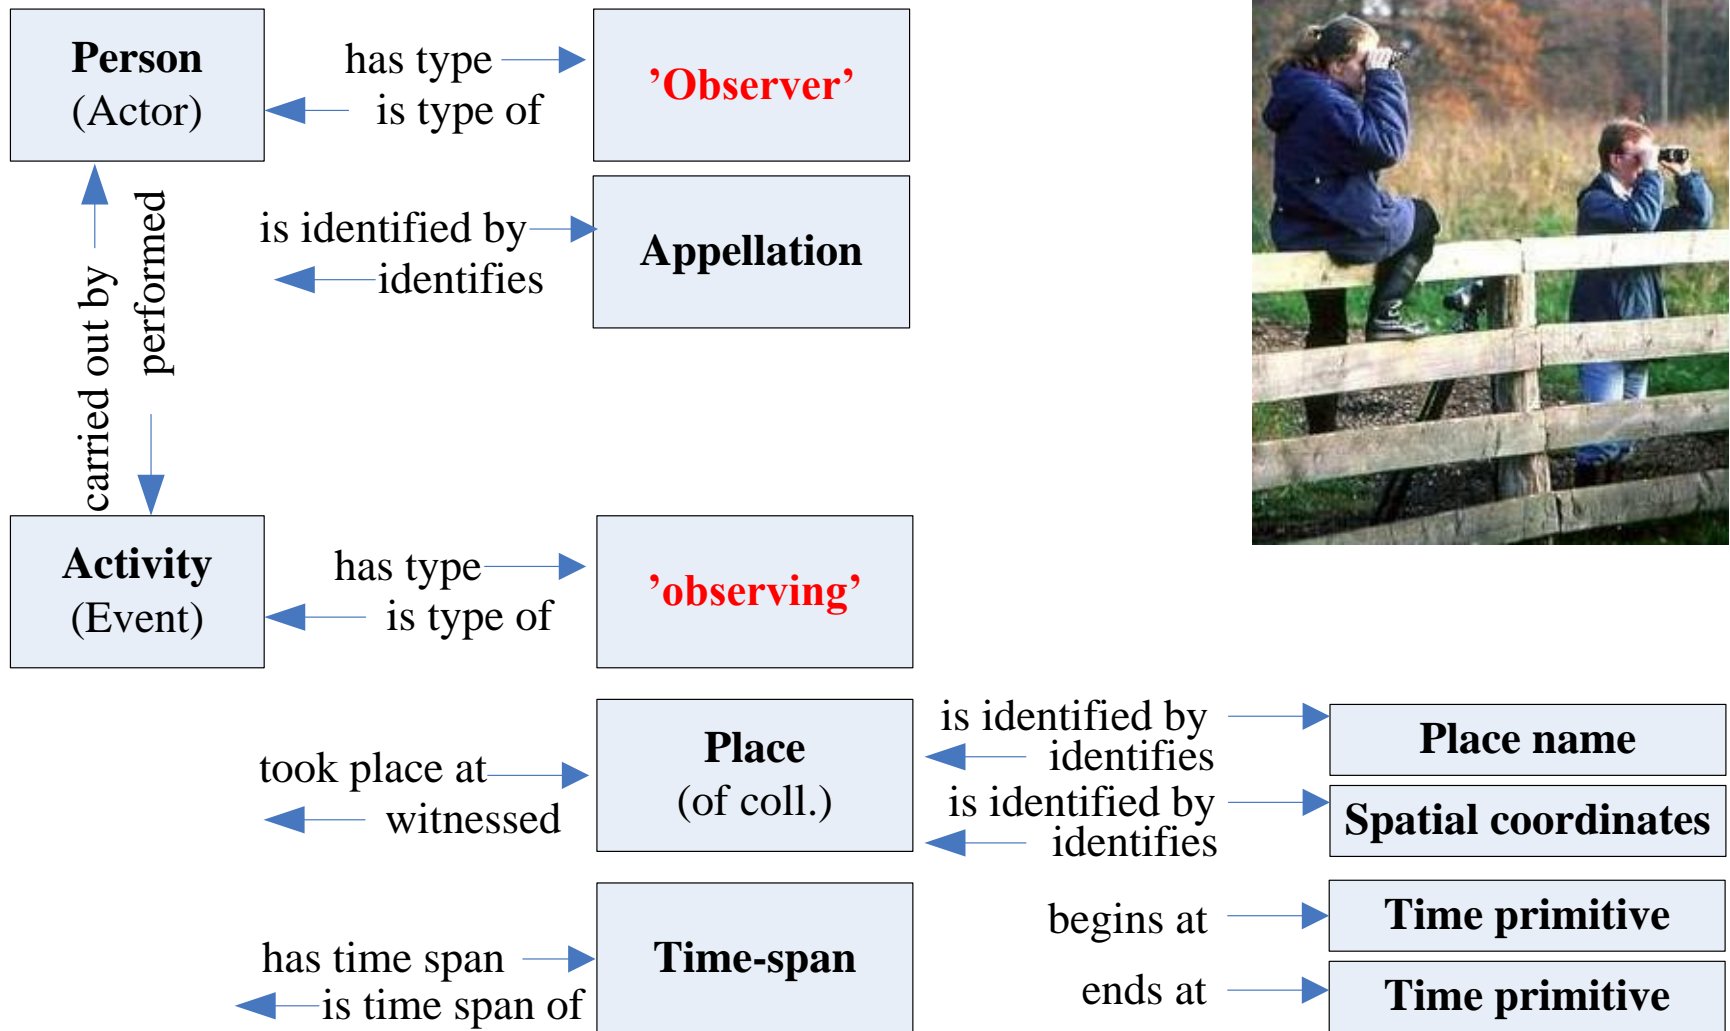 Person
(Actor)
has type
is type of
’Observer’
is identified by
identifies
Appellation
carried out by
performed
Activity
(Event)
has type
is type of
’observing’
took place at
witnessed
Place
(of coll.)
is identified by
identifies
Place name
is identified by
identifies
Spatial coordinates
has time span
is time span of
Time-span
begins at
Time primitive
ends at
Time primitive